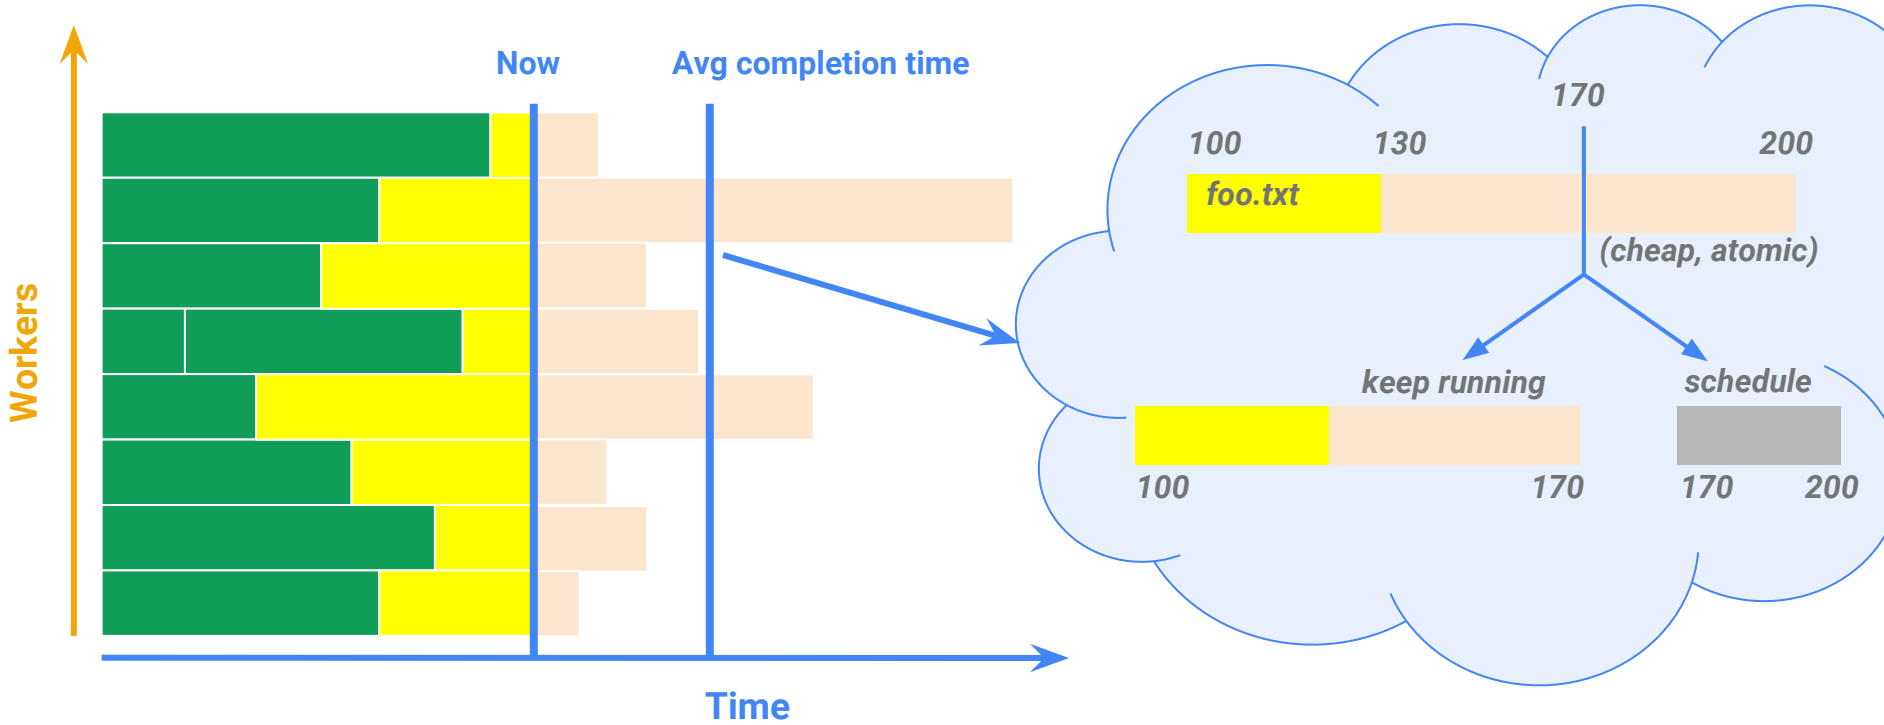 Now
Avg completion time
Workers
Time
170
100
130
200
foo.txt
(cheap, atomic)
keep running
schedule
100
170
170
200